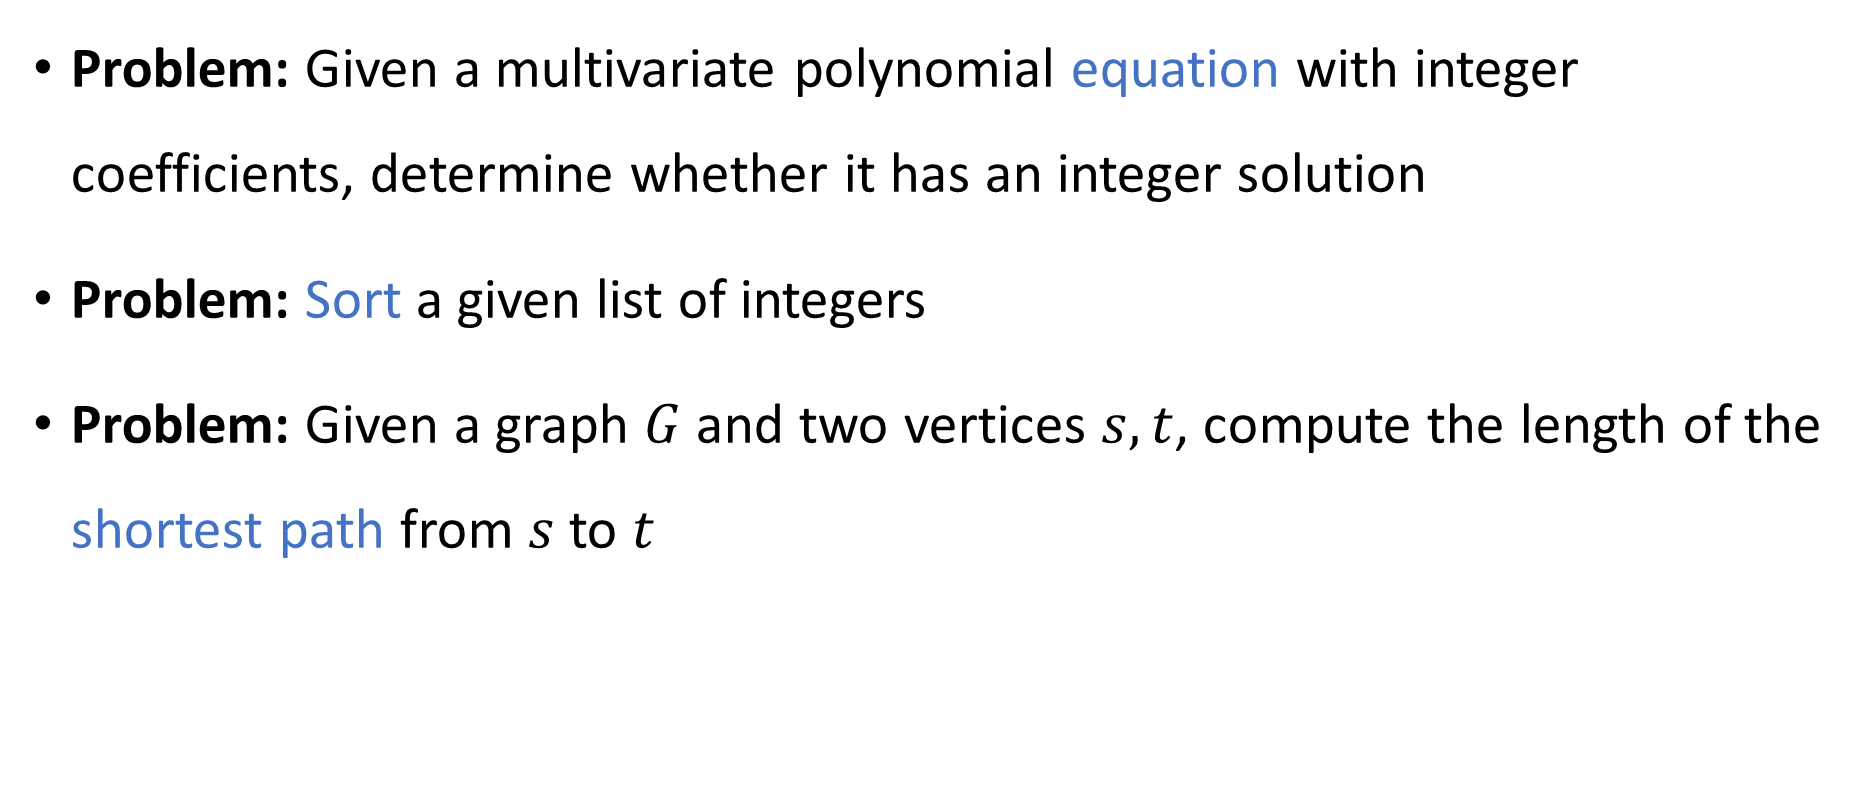 • Problem: Given a multivariate polynomial equation with integer
coefficients, determine whether it has an integer solution
• Problem: Sort a given list of integers
• Problem: Given a graph 𝐺 and two vertices 𝑠, 𝑡, compute the length of the
shortest path from 𝑠 to 𝑡